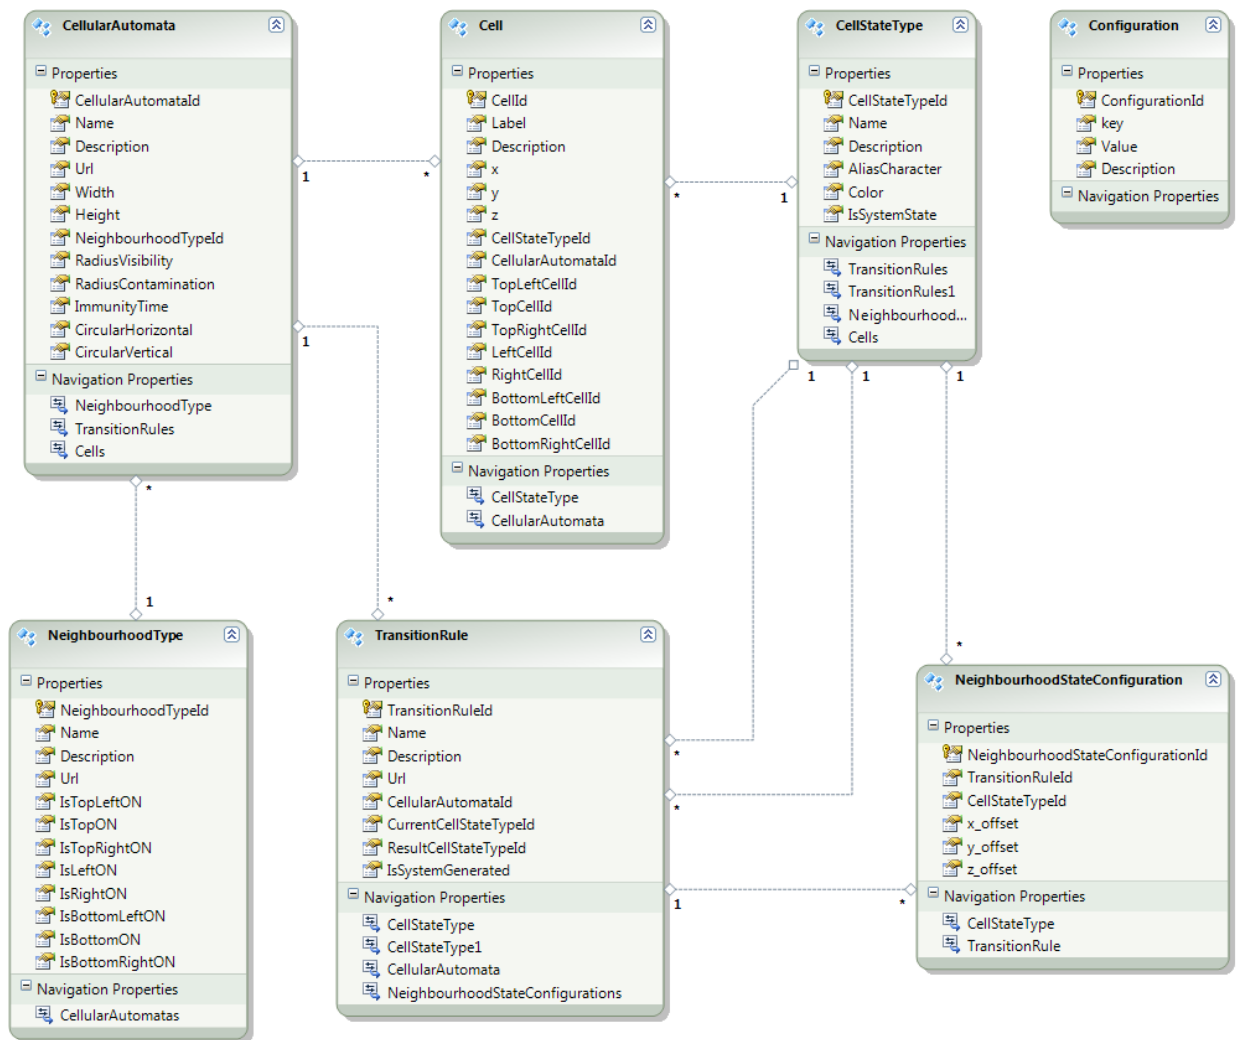 CellularAutomata
Properties
CellularAutomataId
Name
Description
Url
Width
Height
NeighbourhoodTypeId
RadiusVisibility
RadiusContamination
ImmunityTime
CircularHorizontal
CircularVertical
Navigation Properties
NeighbourhoodType
TransitionRules
Cells
1
*
1
*
Cell
Properties
CellId
Label
Description
x
y
z
CellStateTypeId
CellularAutomataId
TopLeftCellId
TopCellId
TopRightCellId
LeftCellId
RightCellId
BottomLeftCellId
BottomCellId
BottomRightCellId
Navigation Properties
CellStateType
CellularAutomata
*
1
CellStateType
Properties
CellStateTypeId
Name
Description
AliasCharacter
Color
IsSystemState
Navigation Properties
TransitionRules
TransitionRules1
Neighbourhood...
Cells
1
1
1
Configuration
Properties
ConfigurationId
key
Value
Description
Navigation Properties
1
*
*
NeighbourhoodType
Properties
NeighbourhoodTypeId
Name
Description
Url
IsTopLeftON
IsTopON
IsTopRightON
IsLeftON
IsRightON
IsBottomLeftON
IsBottomON
IsBottomRightON
Navigation Properties
CellularAutomatas
TransitionRule
Properties
TransitionRuleId
Name
Description
Url
CellularAutomataId
CurrentCellStateTypeId
ResultCellStateTypeId
IsSystemGenerated
Navigation Properties
CellStateType
CellStateType1
CellularAutomata
NeighbourhoodStateConfigurations
*
*
1
*
NeighbourhoodStateConfiguration
Properties
NeighbourhoodStateConfigurationId
TransitionRuleId
CellStateTypeId
x_offset
y_offset
z_offset
Navigation Properties
CellStateType
TransitionRule